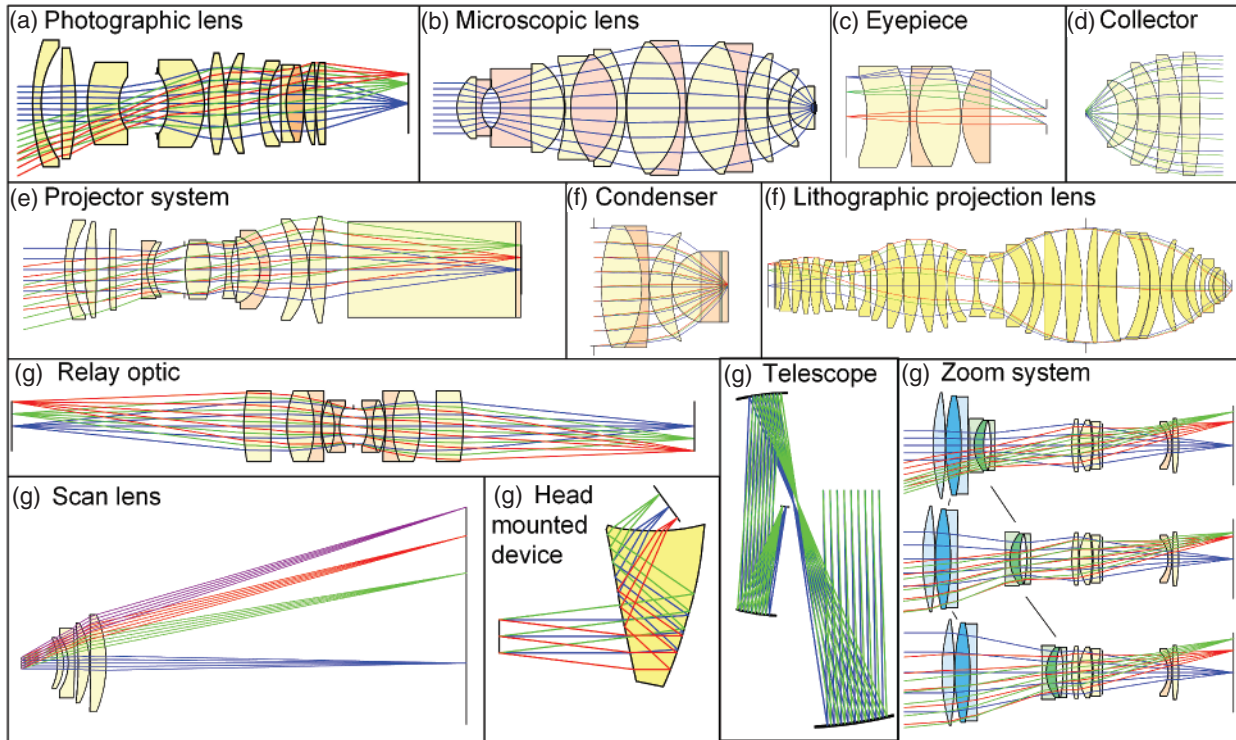 (a) Photographic lens
(b) Microscopic lens
(c) Eyepiece
(d) Collector
(e) Projector system
(f) Condenser
(f) Lithographic projection lens
(g) Relay optic
(g) Telescope
(g) Zoom system
(g) Scan lens
(g) Head
mounted
device